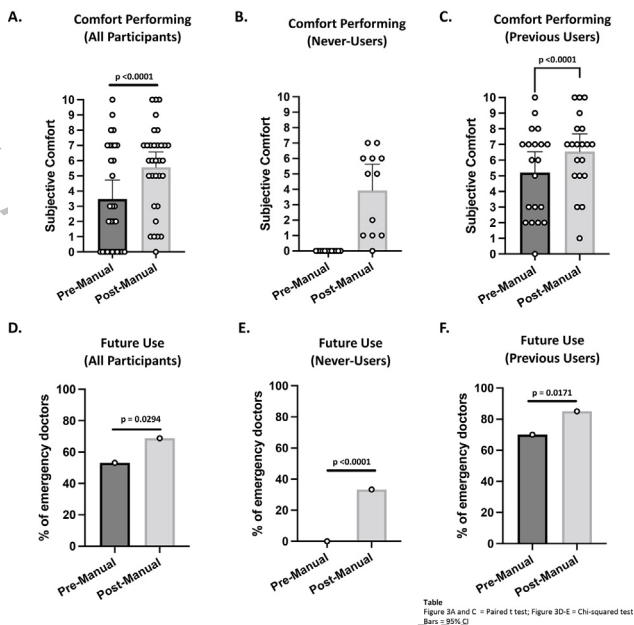 A.
Comfort Performing
(All Participants)
p <0.0001
Subjective Comfort
10
9
8
7
6
5
4
3
2
1
0
Pre-Manual
Post-Manual
B.
Comfort Performing
(Never-Users)
Subjective Comfort
10
9
8
7
6
5
4
3
2
1
0
Pre-Manual
Post-Manual
C.
Comfort Performing
(Previous Users)
p <0.0001
Subjective Comfort
10
9
8
7
6
5
4
3
2
1
0
Pre-Manual
Post-Manual
D.
Future Use
(All Participants)
p = 0.0294
% of emergency doctors
100
80
60
40
20
0
Pre-Manual
Post-Manual
E.
Future Use
(Never-Users)
p <0.0001
% of emergency doctors
100
80
60
40
20
0
Pre-Manual
Post-Manual
F.
Future Use
(Previous Users)
p = 0.0171
% of emergency doctors
100
80
60
40
20
0
Pre-Manual
Post-Manual
Table
Figure 3A and C = Paired t test; Figure 3D-E = Chi-squared test
Bars = 95% CI